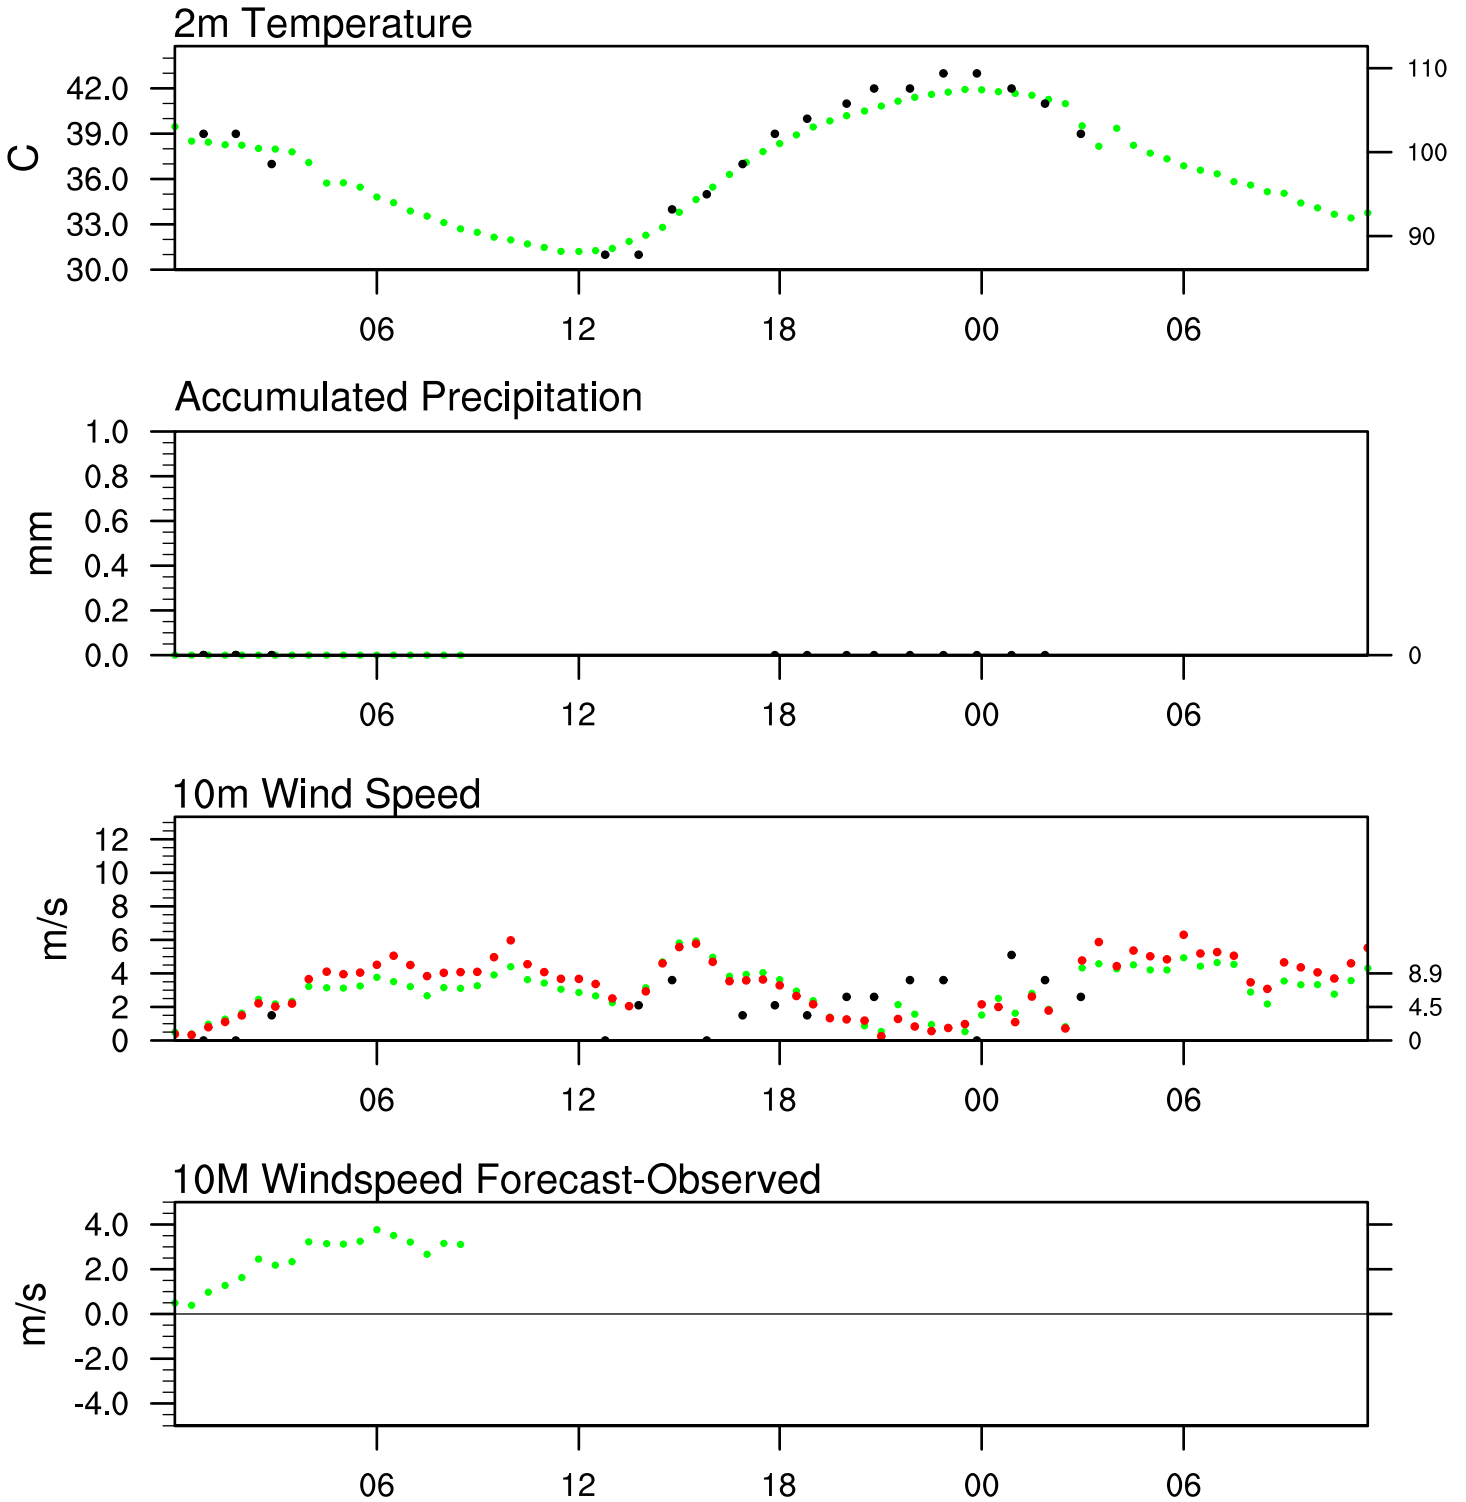 2m Temperature
42.0
39.0
36.0
33.0
30.0
C
110
100
90
06 12 18 00 06
Accumulated Precipitation
1.0
0.8
0.6
0.4
0.2
0.0
mm
0
06 12 18 00 06
10m Wind Speed
12
10
8
6
4
2
0
m/s
8.9
4.5
0
06 12 18 00 06
10M Windspeed Forecast-Observed
4.0
2.0
0.0
-2.0
-4.0
m/s
06 12 18 00 06